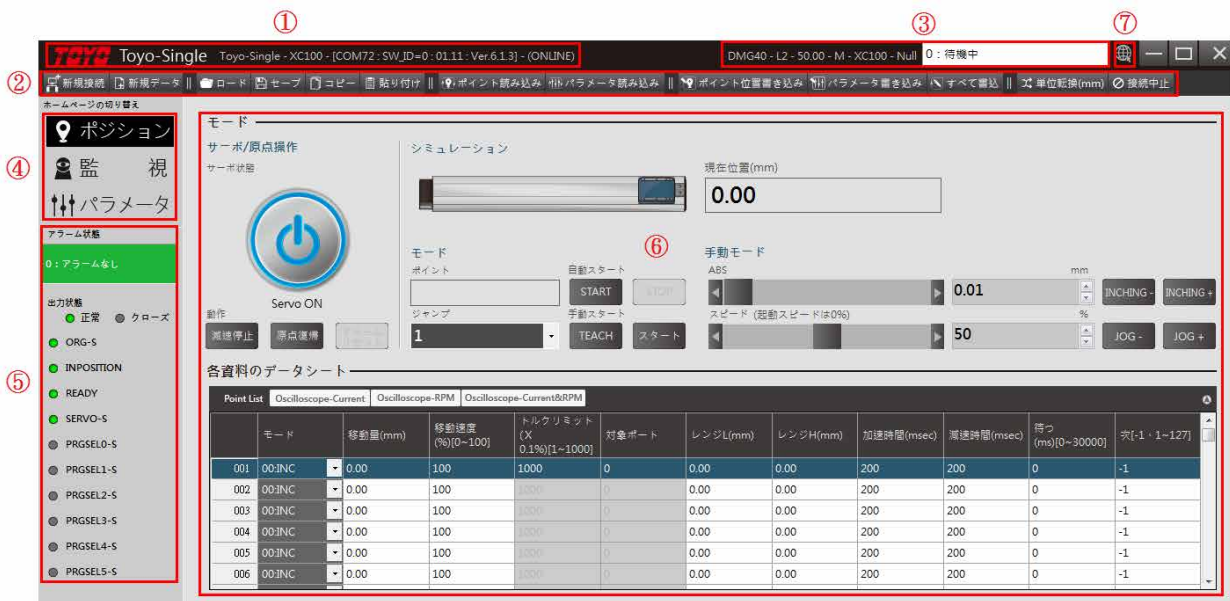 ① ③ ⑦
TOYO Toyo-Single Toyo-Single - XC100 - [COM72 : SW_ID=0 : 01.11 : Ver.6.1.3] - (ONLINE) DMG40 - L2 - 50.00 - M - XC100 - Null 0：待機中
② 新規接続 新規データ ロード セーブ コピー 貼り付け ポイント読み込み パラメータ読み込み ポイント位置書き込み パラメータ書き込み すべて書込 単位転換(mm) 接続中止
ホームページの切り替え
④ ポジション
監 視
パラメータ
アラーム状態
0：アラームなし
出力状態
正常 クローズ
⑤ ORG-S
INPOSITION
READY
SERVO-S
PRGSEL0-S
PRGSEL1-S
PRGSEL2-S
PRGSEL3-S
PRGSEL4-S
PRGSEL5-S
モード
サーボ/原点操作
サーボ状態
Servo ON
動作
減速停止 原点復帰
シミュレーション
現在位置(mm)
0.00
⑥
モード
ポイント 自動スタート
START STOP
ジャンプ 手動スタート
1 TEACH スタート
手動モード
ABS mm
0.01 INCHING - INCHING +
スピード (起動スピードは0%) %
50 JOG - JOG +
各資料のデータシート
Point List Oscilloscope-Current Oscilloscope-RPM Oscilloscope-Current&RPM
モード 移動量(mm) 移動速度(%)[0~100] トルクリミット(X 0.1%)[1~1000] 対象ポート レンジL(mm) レンジH(mm) 加速時間(msec) 減速時間(msec) 待つ(ms)[0~30000] 次[-1，1~127]
001 00:INC 0.00 100 1000 0 0.00 0.00 200 200 0 -1
002 00:INC 0.00 100 1000 0 0.00 0.00 200 200 0 -1
003 00:INC 0.00 100 1000 0 0.00 0.00 200 200 0 -1
004 00:INC 0.00 100 1000 0 0.00 0.00 200 200 0 -1
005 00:INC 0.00 100 1000 0 0.00 0.00 200 200 0 -1
006 00:INC 0.00 100 1000 0 0.00 0.00 200 200 0 -1